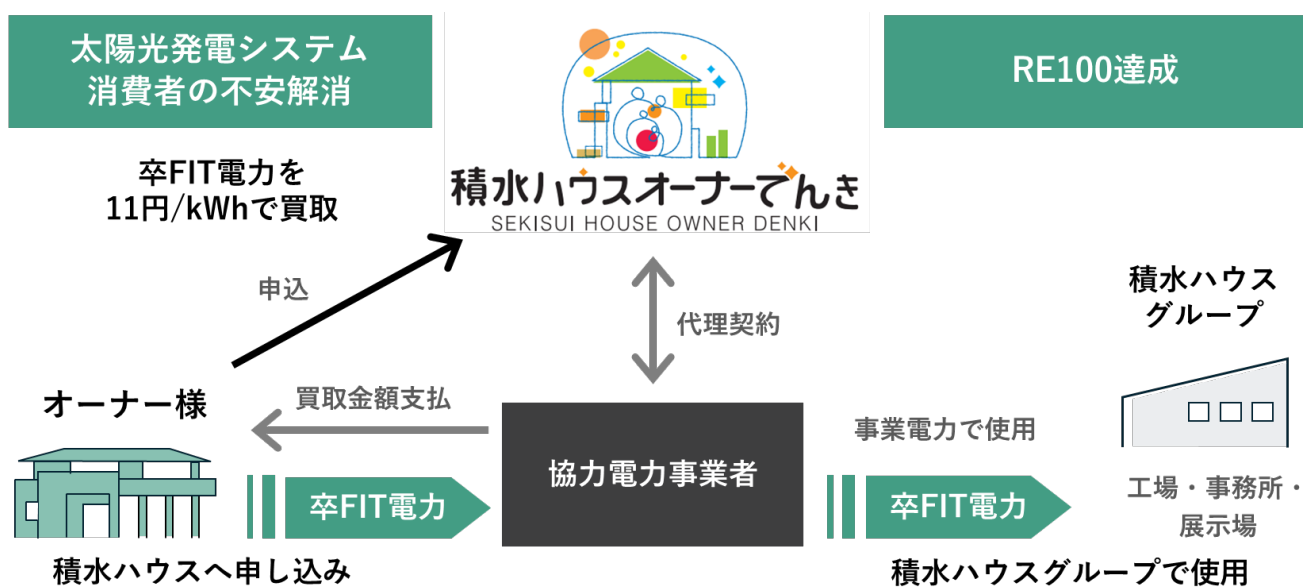 太陽光発電システム
消費者の不安解消
RE100達成
卒FIT電力を
11円/kWhで買取
積水ハウスオーナーでんき
SEKISUI HOUSE OWNER DENKI
申込
代理契約
積水ハウス
グループ
オーナー様
買取金額支払
協力電力事業者
事業電力で使用
卒FIT電力
卒FIT電力
工場・事務所・
展示場
積水ハウスへ申し込み
積水ハウスグループで使用